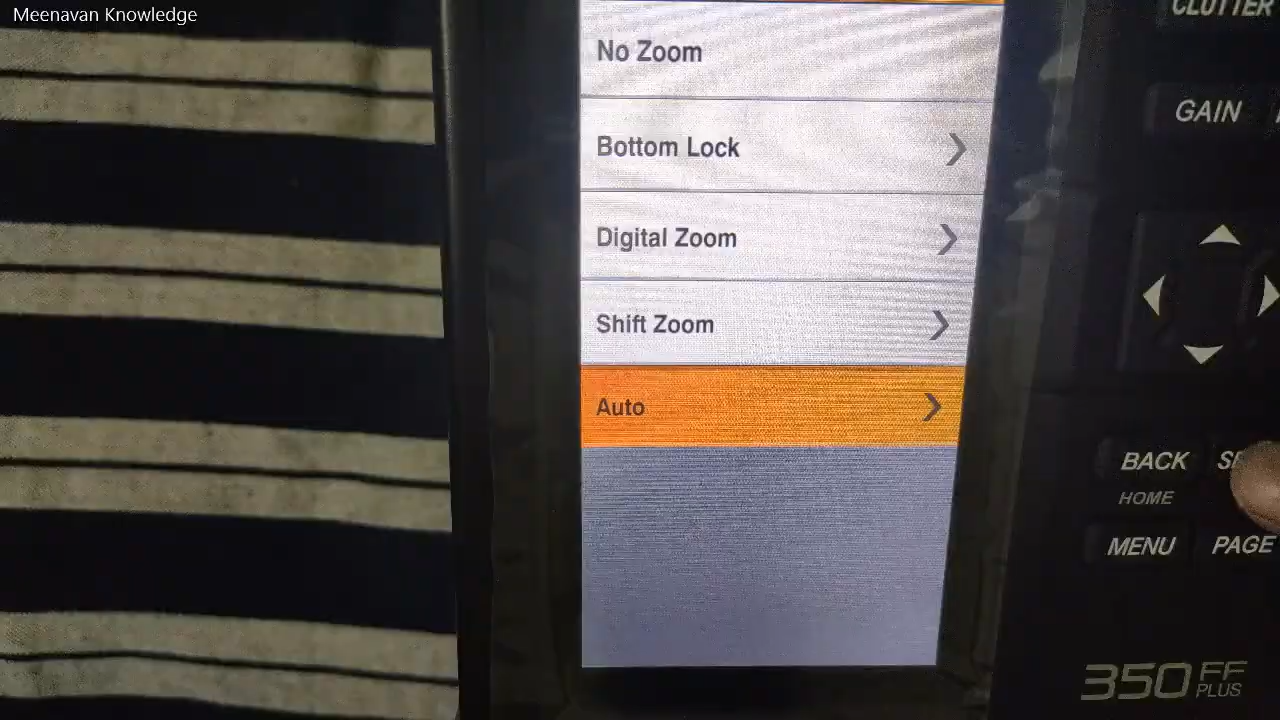 Meenavan Knowledge
CLUTTER
No Zoom
GAIN
Bottom Lock
Digital Zoom
Shift Zoom
Auto
BACK
HOME
MENU
PAGE
350 FF
PLUS